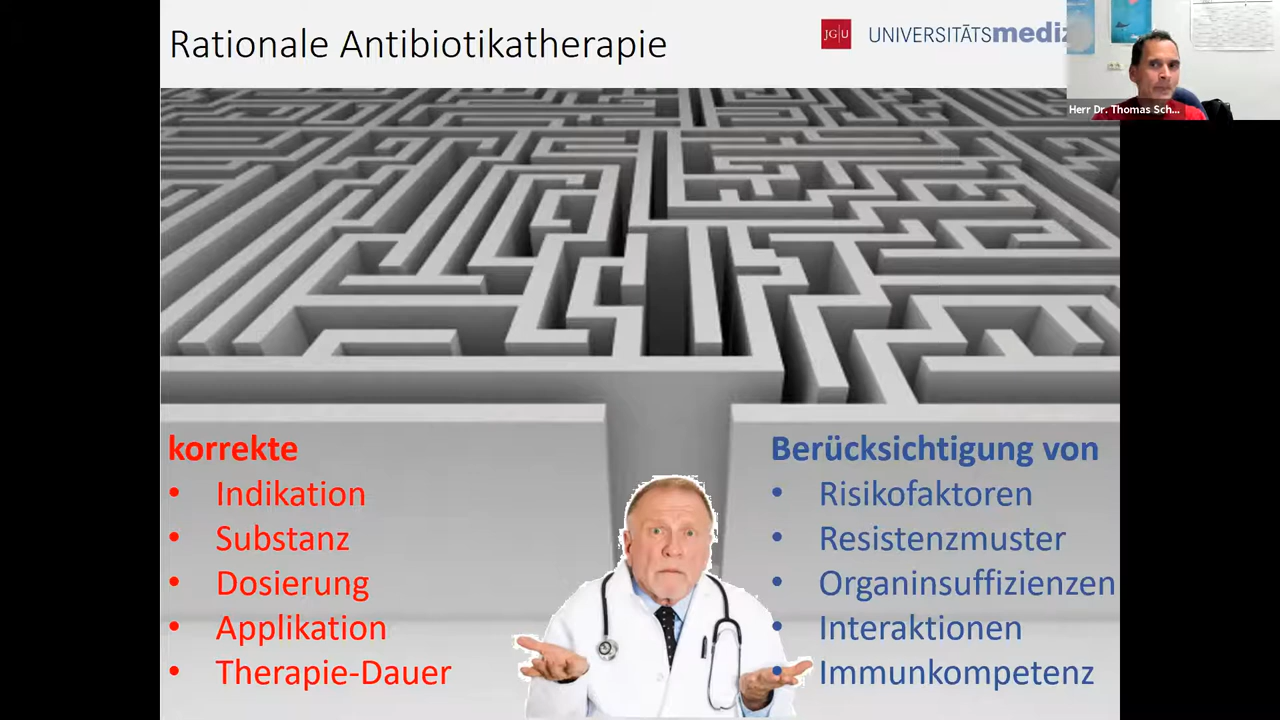 Rationale Antibiotikatherapie
JG|U UNIVERSITÄTSmediz
Herr Dr. Thomas Sch...
korrekte
• Indikation
• Substanz
• Dosierung
• Applikation
• Therapie-Dauer
Berücksichtigung von
• Risikofaktoren
• Resistenzmuster
• Organinsuffizienzen
• Interaktionen
• Immunkompetenz